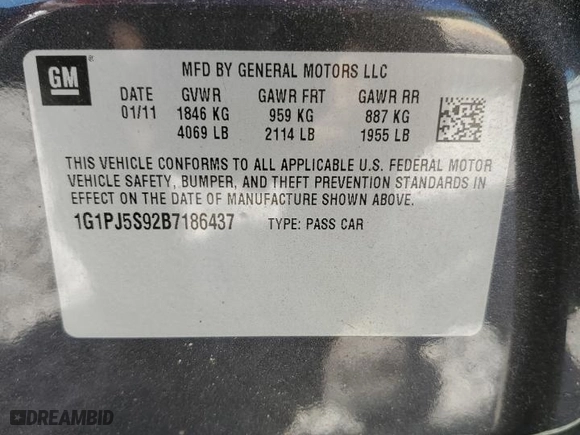 GM
MFD BY GENERAL MOTORS LLC
DATE GVWR GAWR FRT GAWR RR
01/11 1846 KG 959 KG 887 KG
4069 LB 2114 LB 1955 LB
THIS VEHICLE CONFORMS TO ALL APPLICABLE U.S. FEDERAL MOTOR
VEHICLE SAFETY, BUMPER, AND THEFT PREVENTION STANDARDS IN
EFFECT ON THE DATE OF MANUFACTURE SHOWN ABOVE.
1G1PJ5S92B7186437 TYPE: PASS CAR
DREAMBID